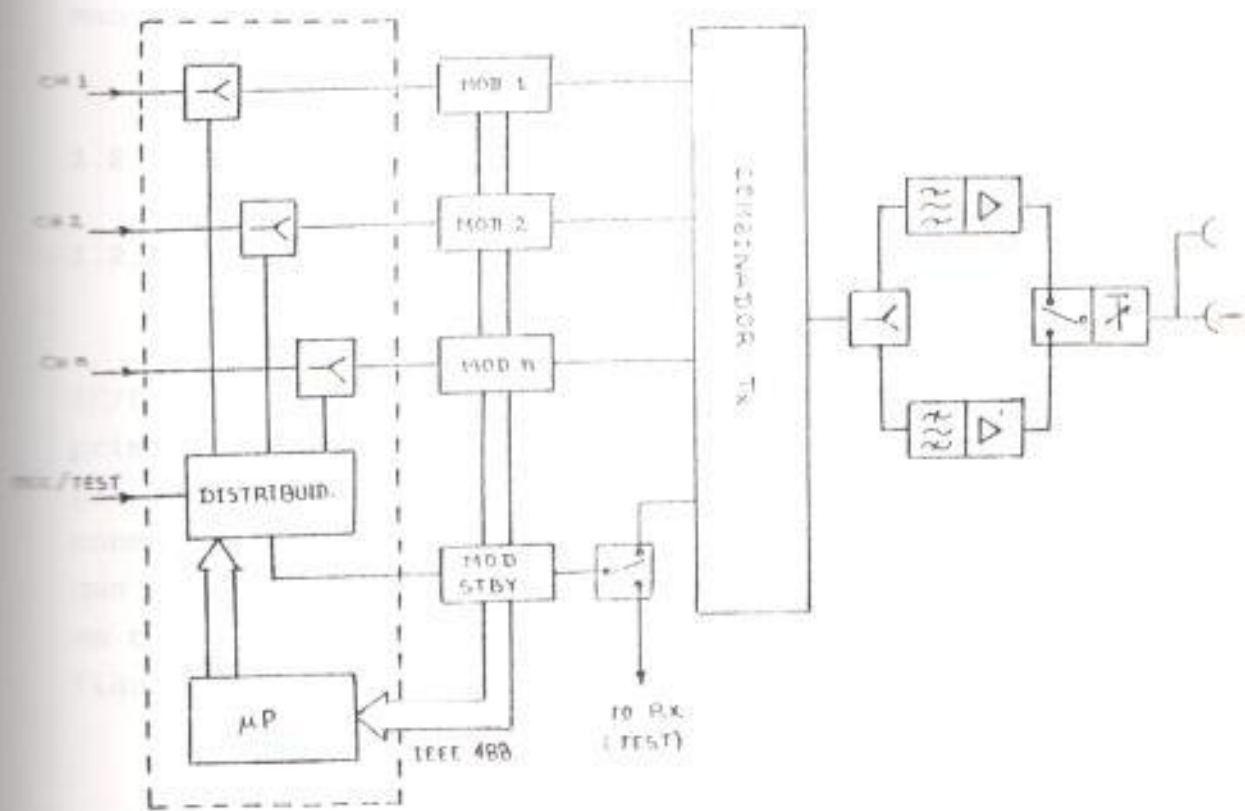 CH 1
MOD 1
CH 2
MOD 2
CH n
MOD N
COMBINADOR Tx.
/TEST
DISTRIBUID.
MOD
STBY
µP
IEEE 488
TO Rx
(TEST)